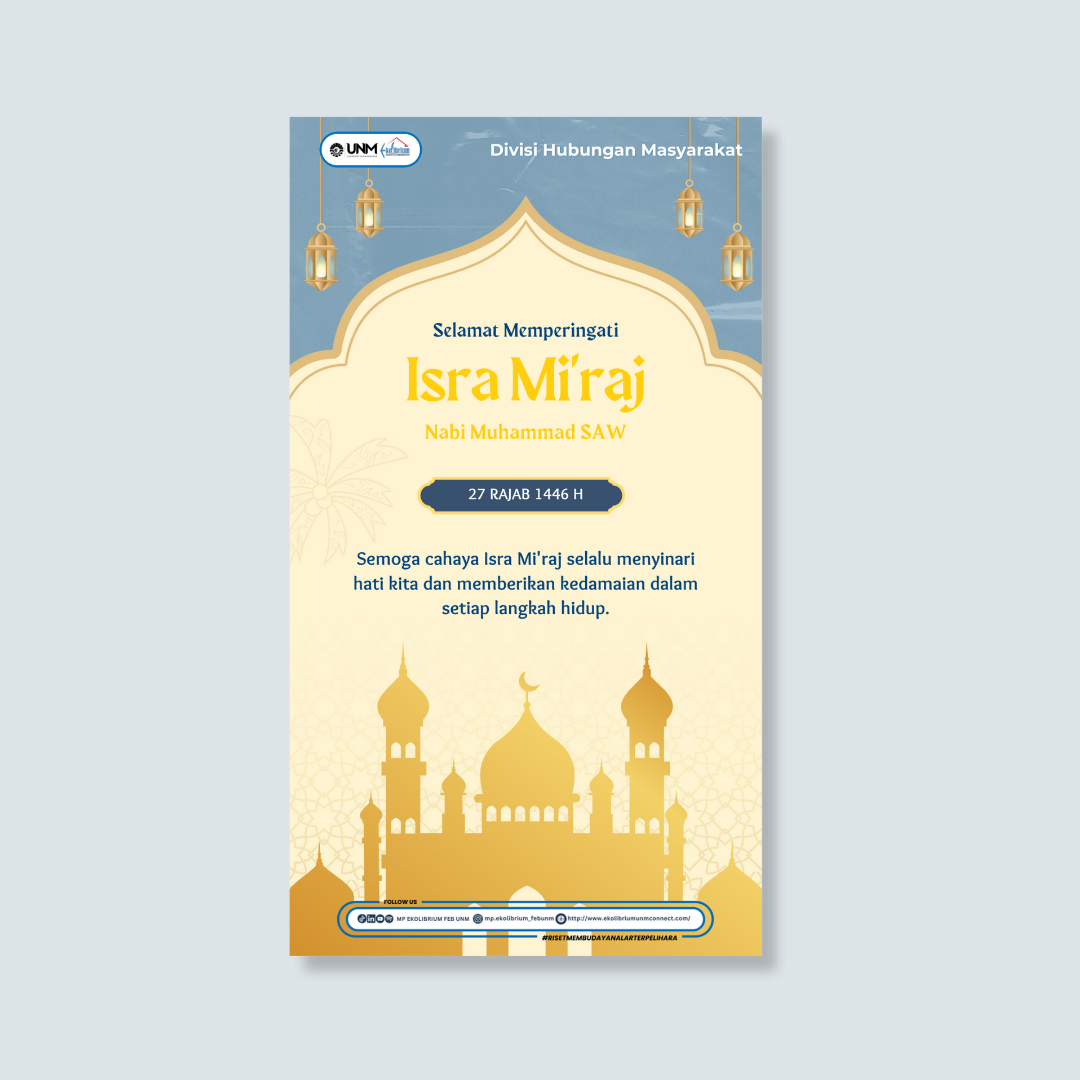 UNM
Ekolibrium
Divisi Hubungan Masyarakat
Selamat Memperingati
Isra Mi'raj
Nabi Muhammad SAW
27 RAJAB 1446 H
Semoga cahaya Isra Mi'raj selalu menyinari
hati kita dan memberikan kedamaian dalam
setiap langkah hidup.
FOLLOW US
MP EKOLIBRIUM FEB UNM mp.ekolibrium_febunm http://www.ekolibriumunmconnect.com/
#RISETMEMBUDAYANALARTERPELIHARA